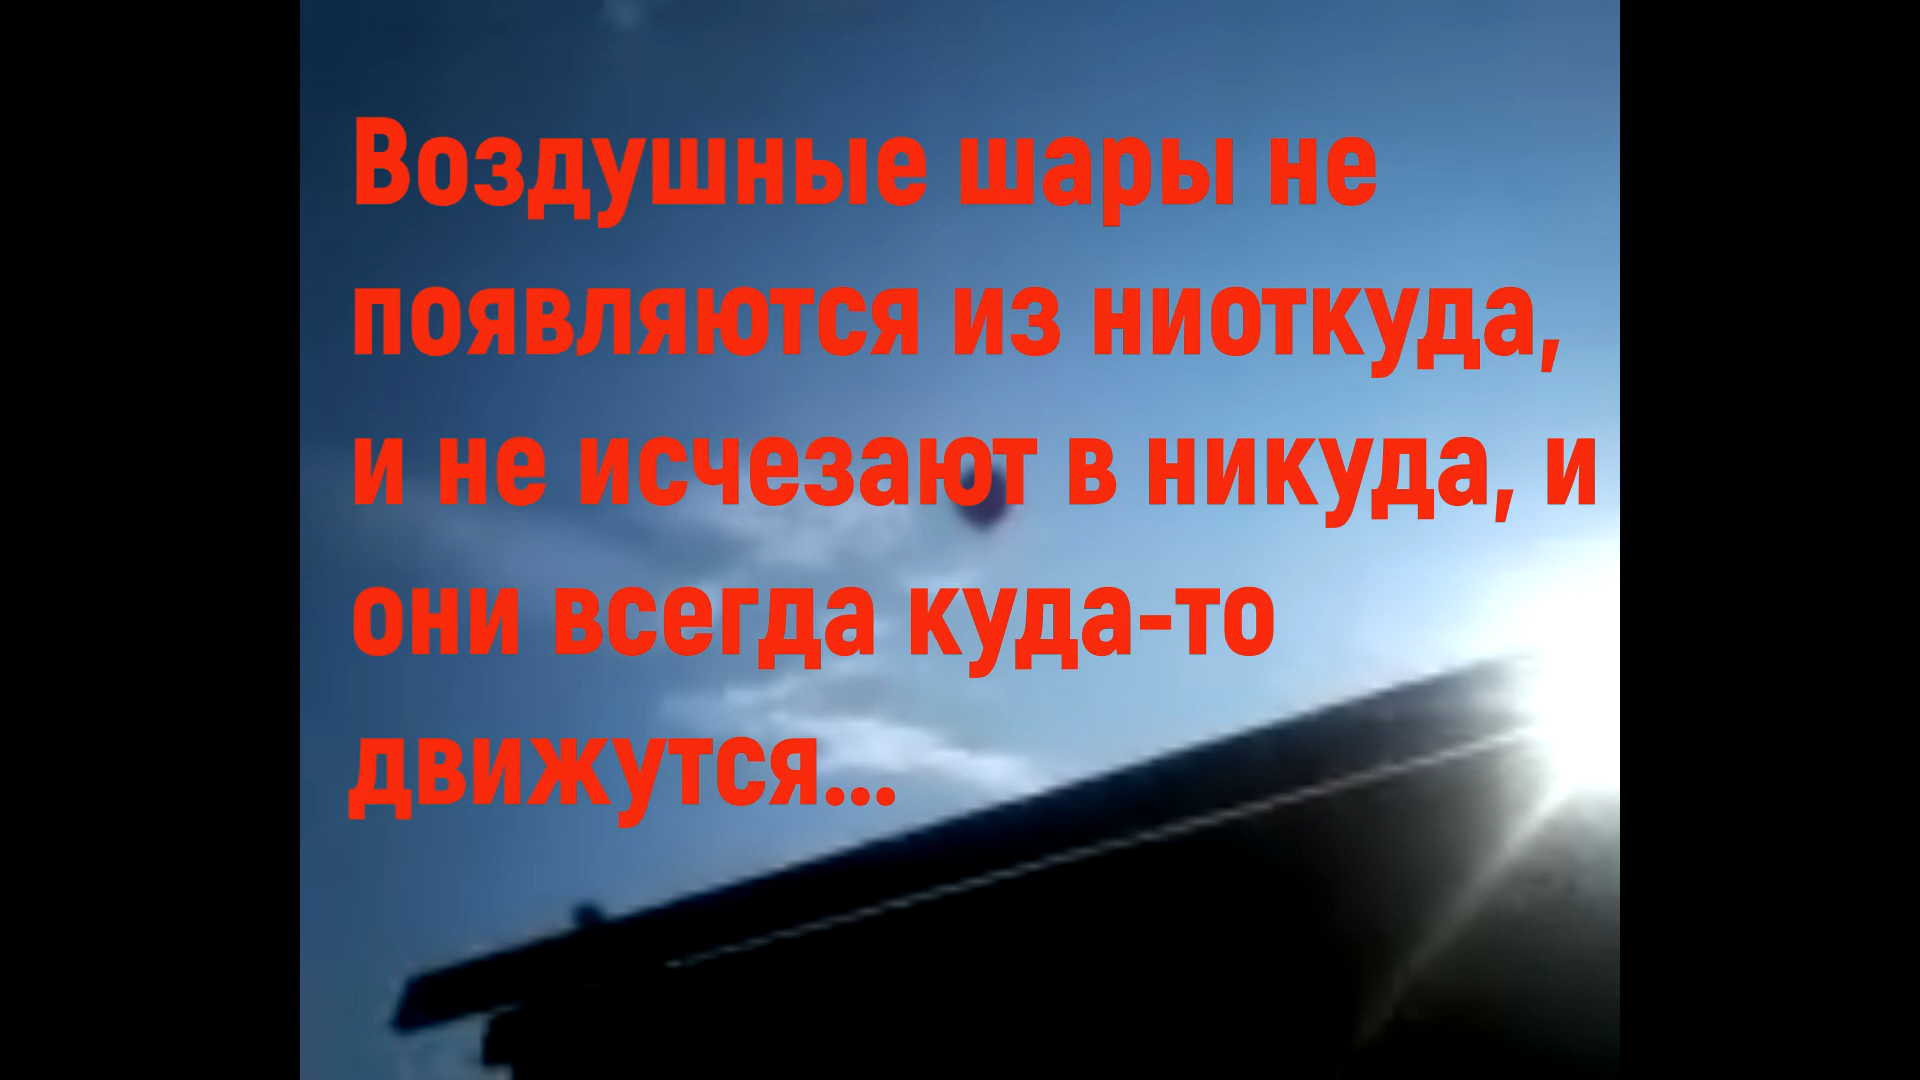 Воздушные шары не
появляются из ниоткуда,
и не исчезают в никуда, и
они всегда куда-то
движутся...